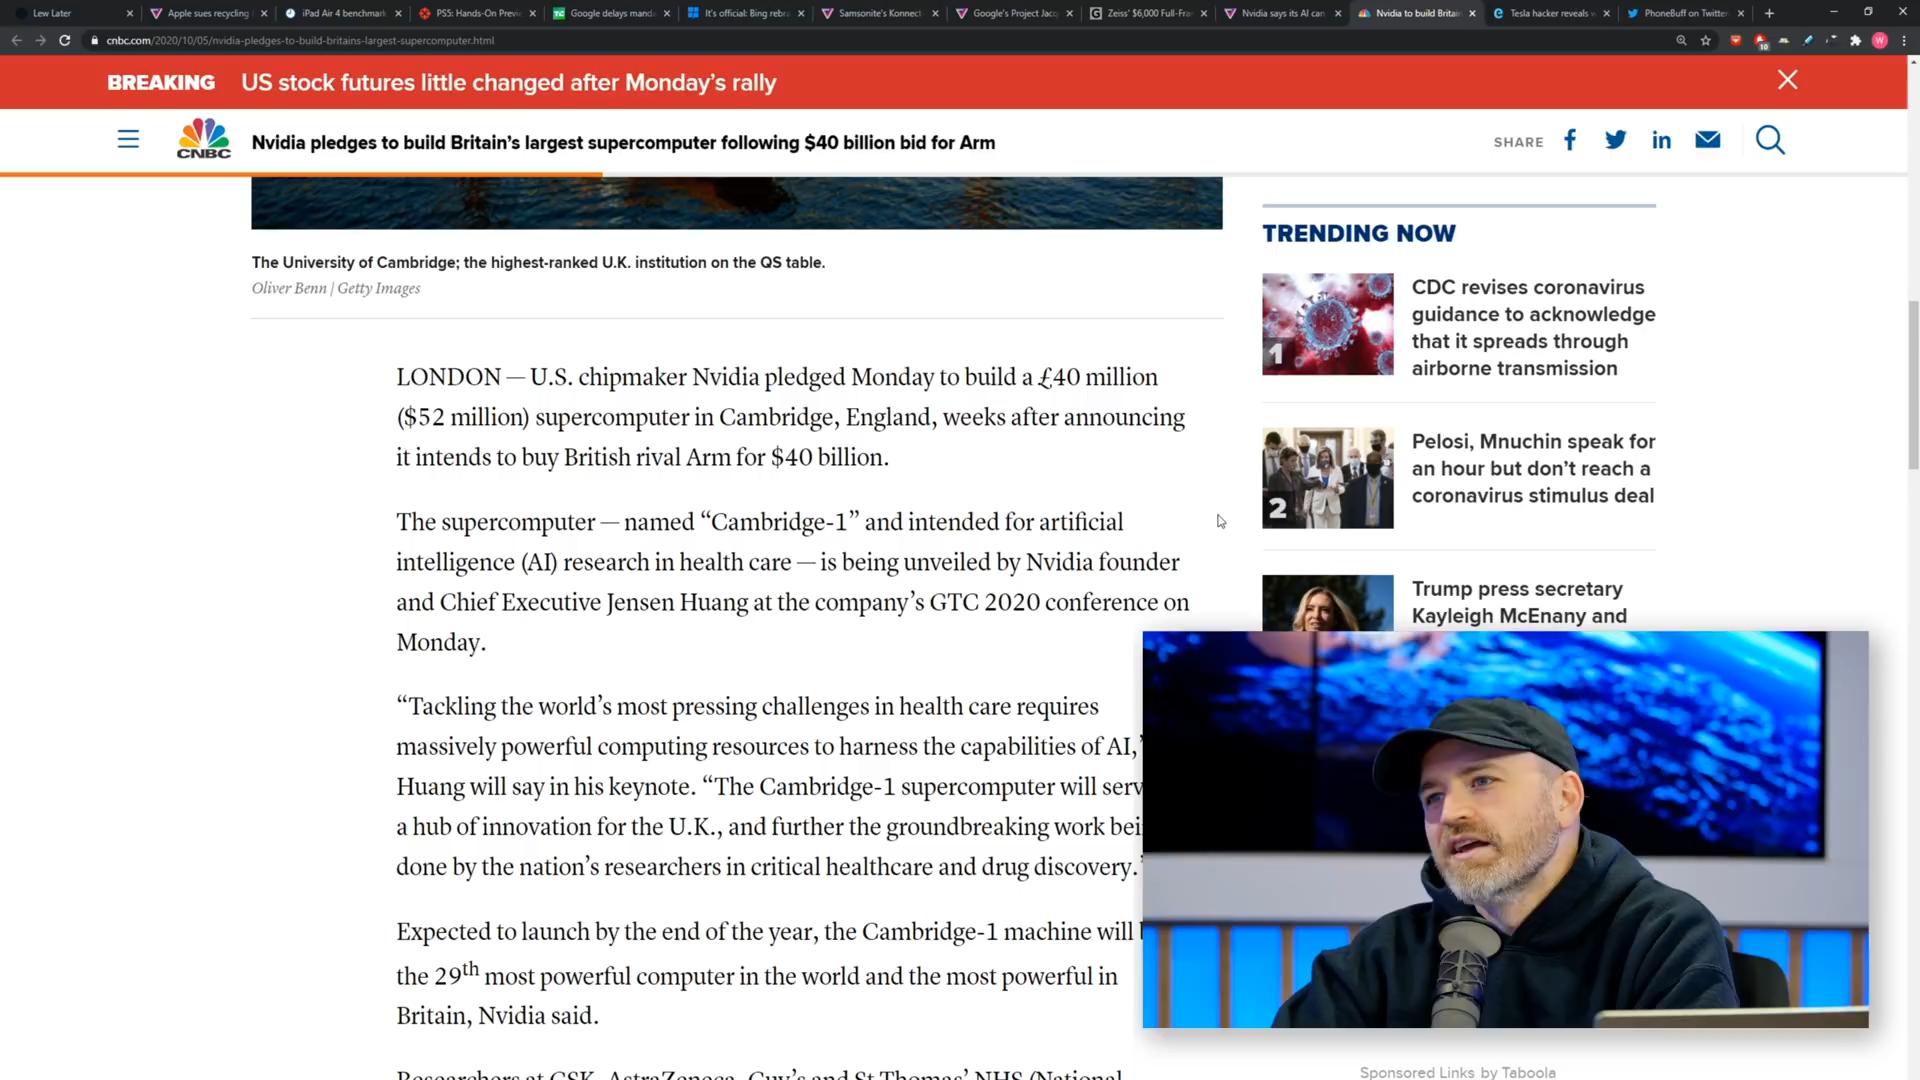 Lew Later
Apple sues recycling
iPad Air 4 benchmark
PS5: Hands-On Previe
Google delays manda
It's official: Bing rebra
Samsonite's Konnect
Google's Project Jacq
Zeiss' $6,000 Full-Fra
Nvidia says its AI can
Nvidia to build Britain
Tesla hacker reveals w
PhoneBuff on Twitter
cnbc.com/2020/10/05/nvidia-pledges-to-build-britains-largest-supercomputer.html
10
W
BREAKING US stock futures little changed after Monday's rally
CNBC
Nvidia pledges to build Britain's largest supercomputer following $40 billion bid for Arm
SHARE
The University of Cambridge; the highest-ranked U.K. institution on the QS table.
Oliver Benn | Getty Images
LONDON — U.S. chipmaker Nvidia pledged Monday to build a £40 million
($52 million) supercomputer in Cambridge, England, weeks after announcing
it intends to buy British rival Arm for $40 billion.
The supercomputer — named “Cambridge-1” and intended for artificial
intelligence (AI) research in health care — is being unveiled by Nvidia founder
and Chief Executive Jensen Huang at the company’s GTC 2020 conference on
Monday.
“Tackling the world’s most pressing challenges in health care requires
massively powerful computing resources to harness the capabilities of AI,”
Huang will say in his keynote. “The Cambridge-1 supercomputer will serv
a hub of innovation for the U.K., and further the groundbreaking work bei
done by the nation’s researchers in critical healthcare and drug discovery.”
Expected to launch by the end of the year, the Cambridge-1 machine will
the 29th most powerful computer in the world and the most powerful in
Britain, Nvidia said.
Researchers at GSK, AstraZeneca, Guy’s and St Thomas’ NHS (National
TRENDING NOW
1
CDC revises coronavirus
guidance to acknowledge
that it spreads through
airborne transmission
2
Pelosi, Mnuchin speak for
an hour but don’t reach a
coronavirus stimulus deal
Trump press secretary
Kayleigh McEnany and
Sponsored Links by Taboola